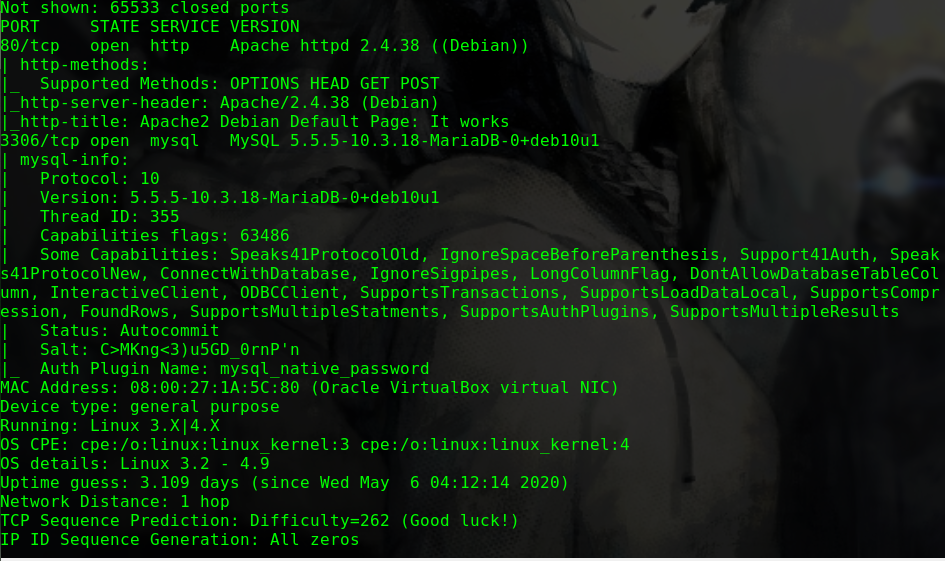 Not shown: 65533 closed ports
PORT     STATE SERVICE VERSION
80/tcp   open  http    Apache httpd 2.4.38 ((Debian))
| http-methods:
|_  Supported Methods: OPTIONS HEAD GET POST
|_http-server-header: Apache/2.4.38 (Debian)
|_http-title: Apache2 Debian Default Page: It works
3306/tcp open  mysql   MySQL 5.5.5-10.3.18-MariaDB-0+deb10u1
| mysql-info:
|   Protocol: 10
|   Version: 5.5.5-10.3.18-MariaDB-0+deb10u1
|   Thread ID: 355
|   Capabilities flags: 63486
|   Some Capabilities: Speaks41ProtocolOld, IgnoreSpaceBeforeParenthesis, Support41Auth, Speak
s41ProtocolNew, ConnectWithDatabase, IgnoreSigpipes, LongColumnFlag, DontAllowDatabaseTableCol
umn, InteractiveClient, ODBCClient, SupportsTransactions, SupportsLoadDataLocal, SupportsCompr
ession, FoundRows, SupportsMultipleStatments, SupportsAuthPlugins, SupportsMultipleResults
|   Status: Autocommit
|   Salt: C>MKng<3)u5GD_0rnP'n
|_  Auth Plugin Name: mysql_native_password
MAC Address: 08:00:27:1A:5C:80 (Oracle VirtualBox virtual NIC)
Device type: general purpose
Running: Linux 3.X|4.X
OS CPE: cpe:/o:linux:linux_kernel:3 cpe:/o:linux:linux_kernel:4
OS details: Linux 3.2 - 4.9
Uptime guess: 3.109 days (since Wed May  6 04:12:14 2020)
Network Distance: 1 hop
TCP Sequence Prediction: Difficulty=262 (Good luck!)
IP ID Sequence Generation: All zeros